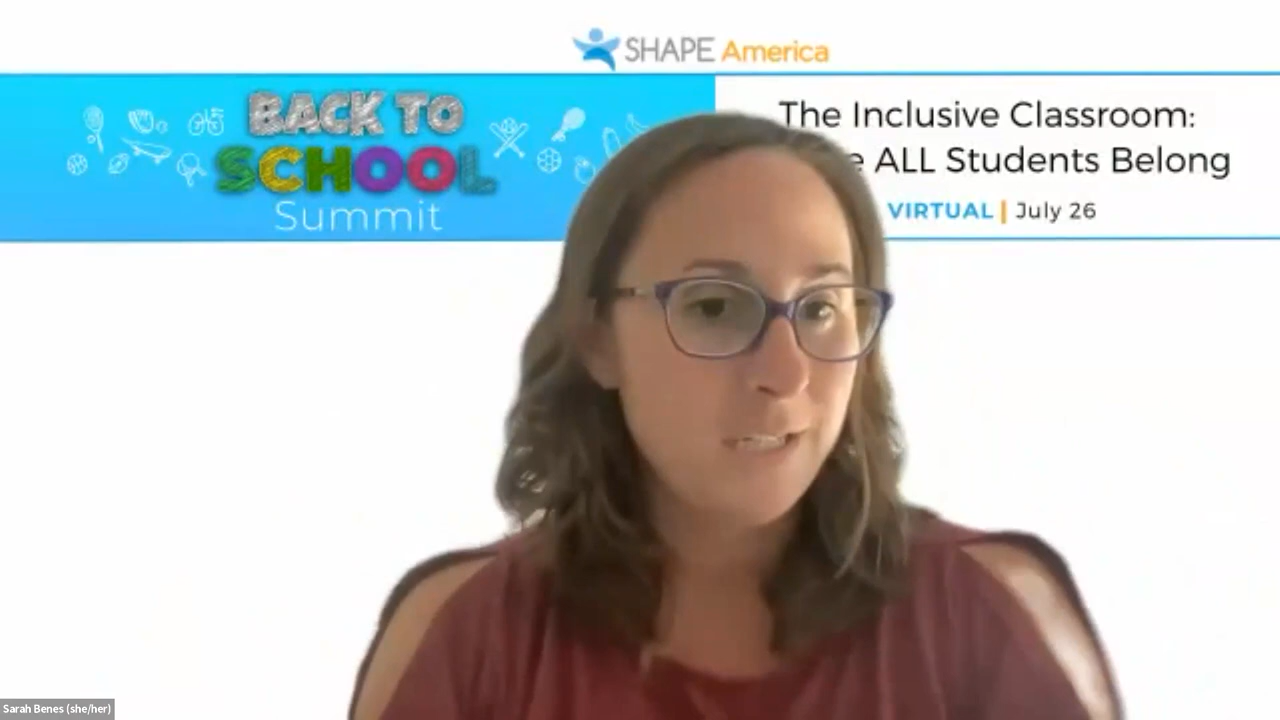 SHAPE America
BACK TO
SCHOOL
Summit
The Inclusive Classroom:
ALL Students Belong
VIRTUAL | July 26
Sarah Benes (she/her)